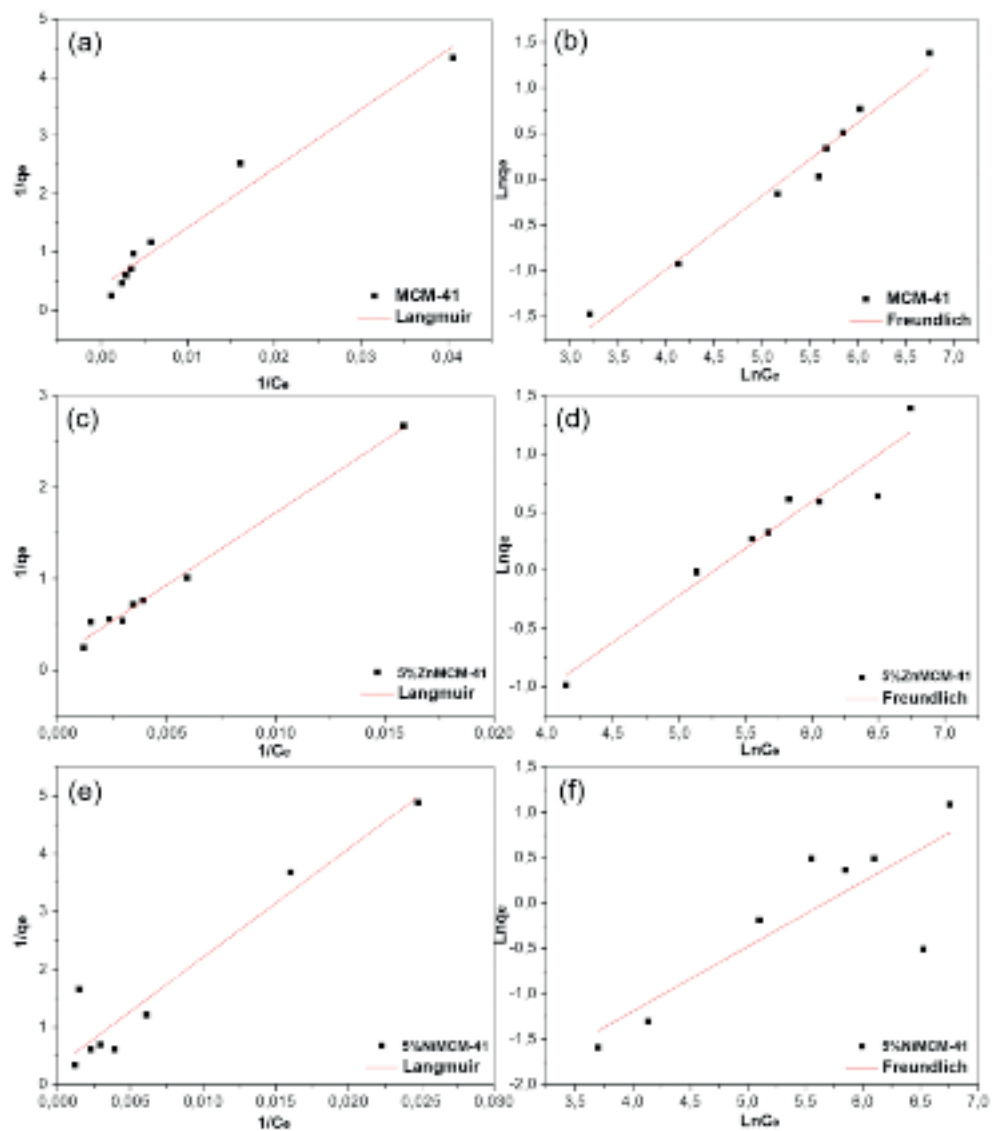 (a)
5
4
3
2
1
0
1/qe
0,00 0,01 0,02 0,03 0,04
1/Ce
MCM-41
Langmuir
(b)
1,5
1,0
0,5
0,0
-0,5
-1,0
-1,5
Lnqe
3,0 3,5 4,0 4,5 5,0 5,5 6,0 6,5 7,0
LnCe
MCM-41
Freundlich
(c)
3
2
1
0
1/qe
0,000 0,005 0,010 0,015 0,020
1/Ce
5%ZnMCM-41
Langmuir
(d)
1,5
1,0
0,5
0,0
-0,5
-1,0
Lnqe
4,0 4,5 5,0 5,5 6,0 6,5 7,0
LnCe
5%ZnMCM-41
Freundlich
(e)
5
4
3
2
1
0
1/qe
0,000 0,005 0,010 0,015 0,020 0,025 0,030
1/Ce
5%NiMCM-41
Langmuir
(f)
1,5
1,0
0,5
0,0
-0,5
-1,0
-1,5
-2,0
Lnqe
3,5 4,0 4,5 5,0 5,5 6,0 6,5 7,0
LnCe
5%NiMCM-41
Freundlich